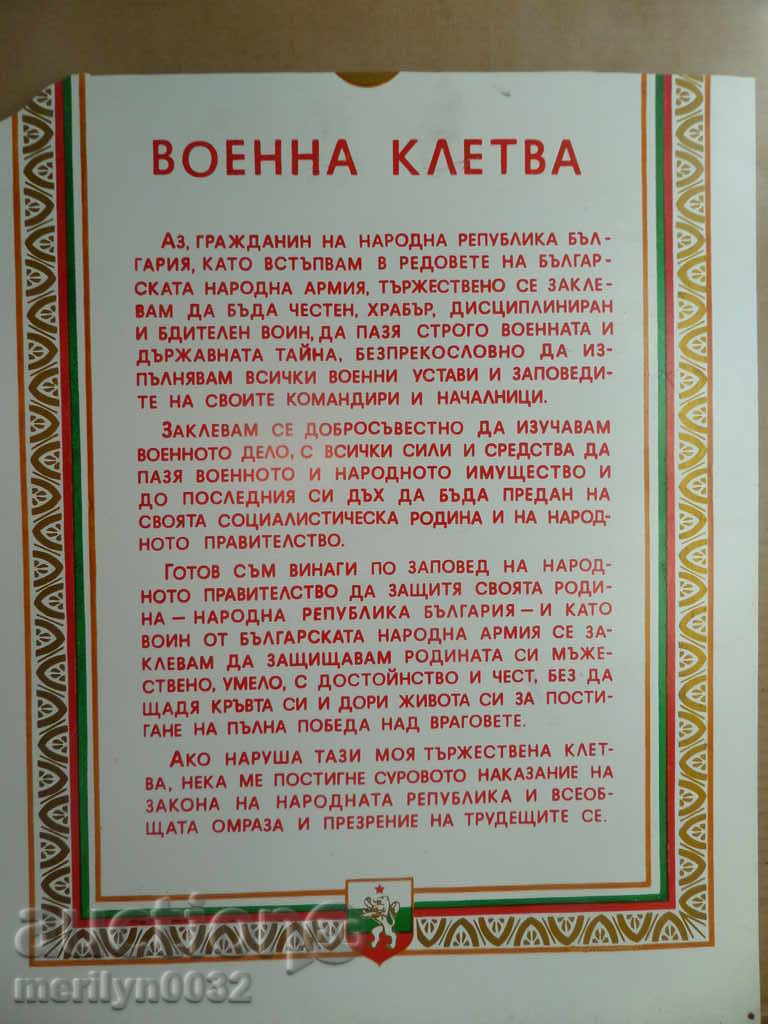 ВОЕННА КЛЕТВА
Аз, гражданин на Народна република Бъл-
гария, като встъпвам в редовете на Българ-
ската народна армия, тържествено се закле-
вам да бъда честен, храбър, дисциплиниран
и бдителен воин, да пазя строго военната и
държавната тайна, безпрекословно да из-
пълнявам всички военни устави и заповеди-
те на своите командири и началници.
Заклевам се добросъвестно да изучавам
военното дело, с всички сили и средства да
пазя военното и народното имущество и
до последния си дъх да бъда предан на
своята социалистическа родина и на народ-
ното правителство.
Готов съм винаги по заповед на народ-
ното правителство да защитя своята роди-
на – Народна република България – и като
воин от Българската народна армия се за-
клевам да защищавам родината си мъже-
ствено, умело, с достойнство и чест, без да
щадя кръвта си и дори живота си за пости-
гане на пълна победа над враговете.
Ако наруша тази моя тържествена клет-
ва, нека ме постигне суровото наказание на
закона на народната република и всеоб-
щата омраза и презрение на трудещите се.
auctions
merilyn0032